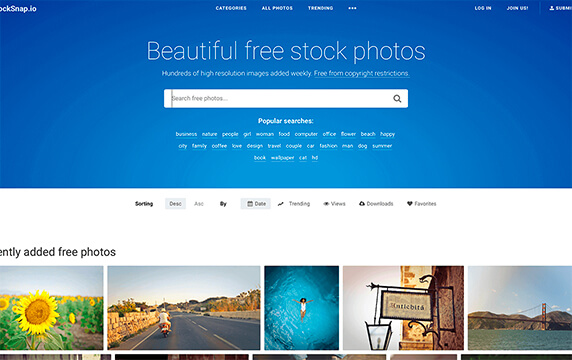 ockSnap.io CATEGORIES ALL PHOTOS TRENDING ••• LOG IN JOIN US! SUBMI
Beautiful free stock photos
Hundreds of high resolution images added weekly. Free from copyright restrictions.
Search free photos...
Popular searches:
business nature people girl woman food computer office flower beach happy
city family coffee love design travel couple car fashion man dog summer
book wallpaper cat hd
Sorting Desc Asc By Date Trending Views Downloads Favorites
ently added free photos
Antichità